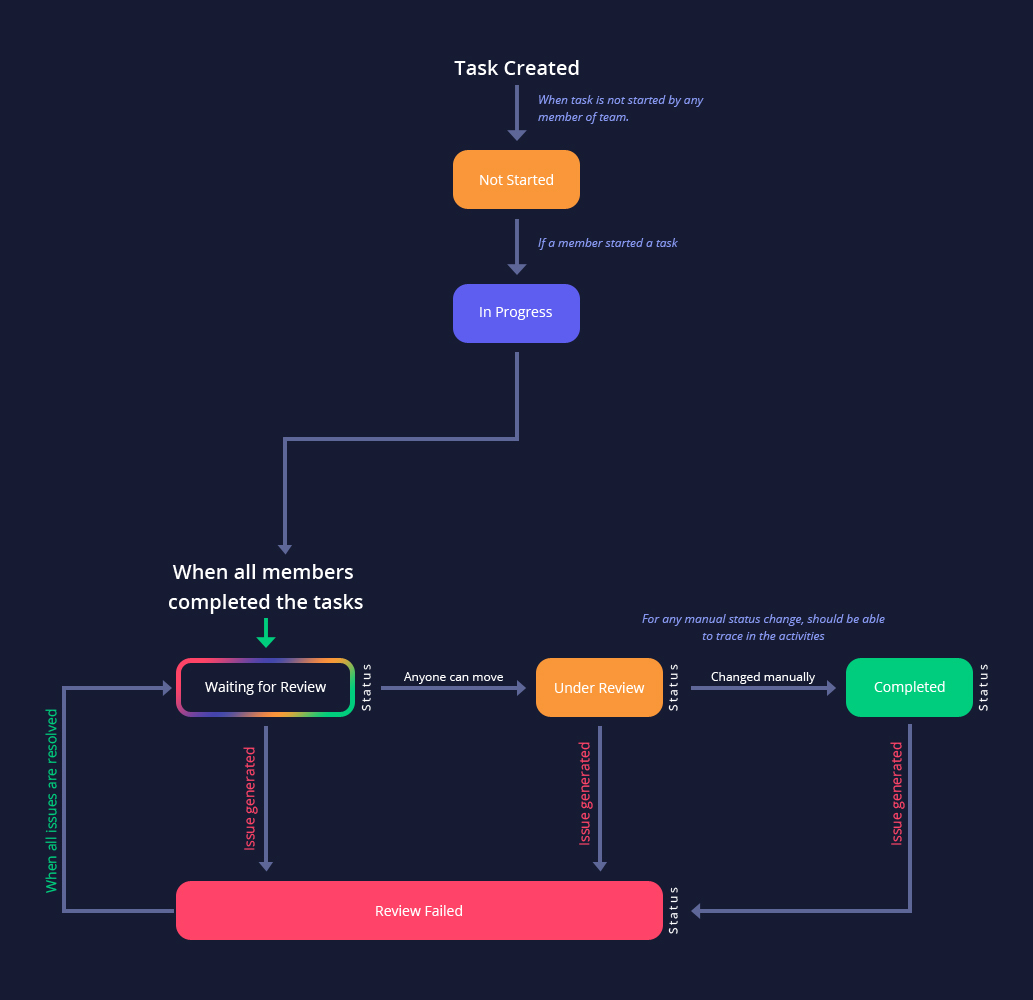 Task Created
When task is not started by any
member of team.
Not Started
If a member started a task
In Progress
When all members
completed the tasks
For any manual status change, should be able
to trace in the activities
Waiting for Review
Status
Anyone can move
Under Review
Status
Changed manually
Completed
Status
When all issues are resolved
Issue generated
Issue generated
Issue generated
Review Failed
Status